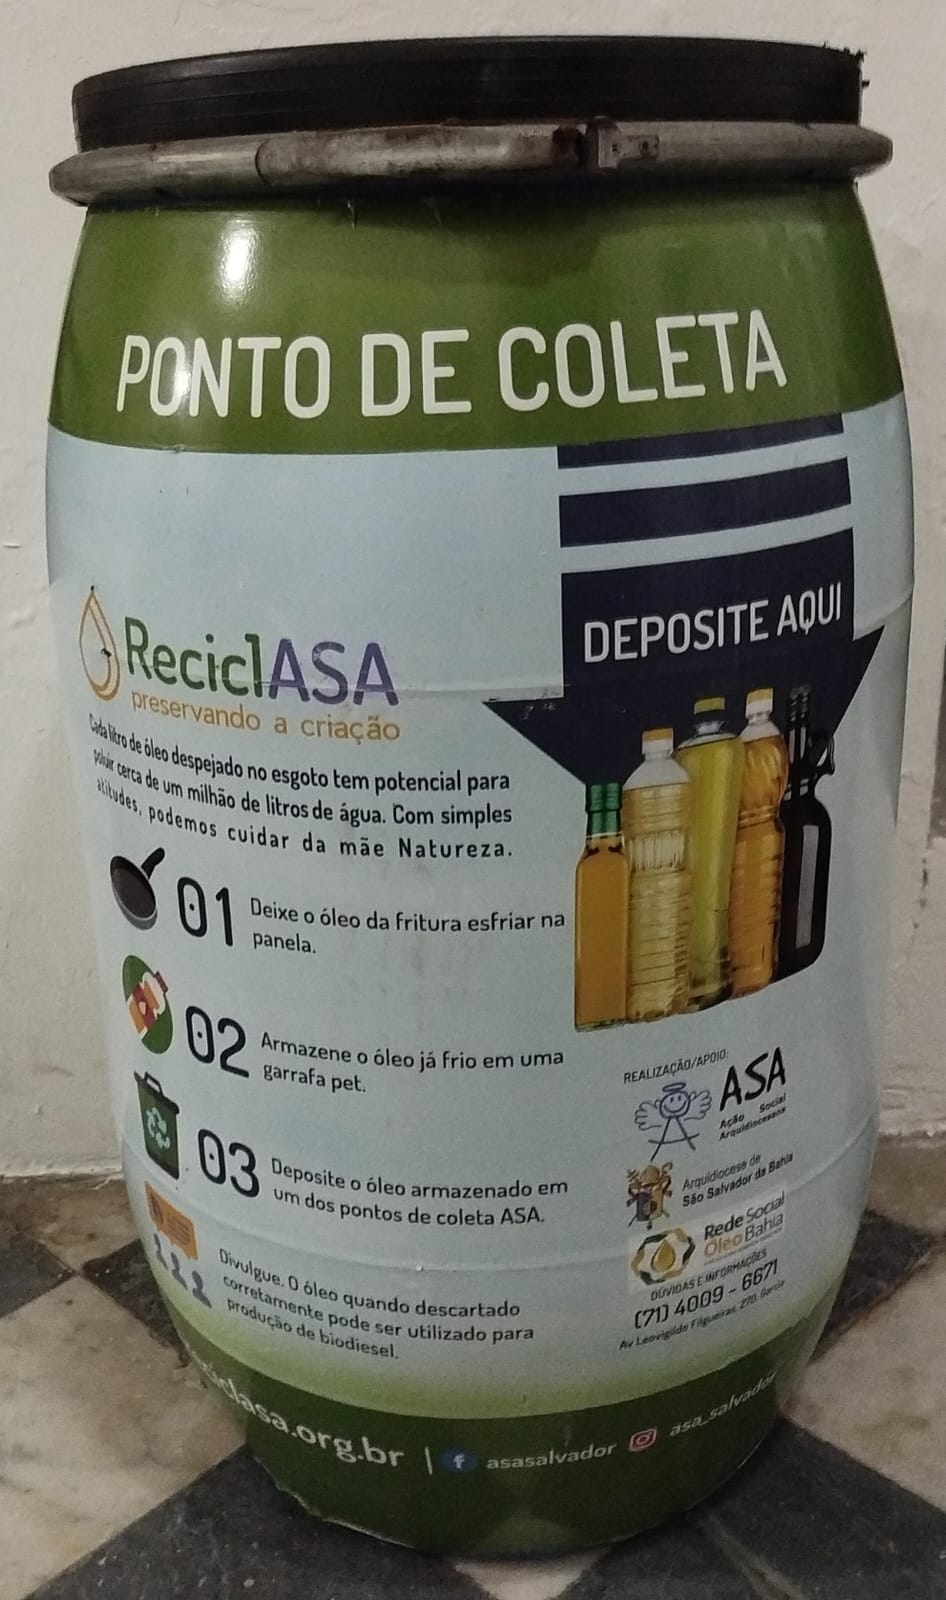 PONTO DE COLETA
DEPOSITE AQUI
ReciclASA
preservando a criação
Cada litro de óleo despejado no esgoto tem potencial para
poluir cerca de um milhão de litros de água. Com simples
atitudes, podemos cuidar da mãe Natureza.
01
Deixe o óleo da fritura esfriar na
panela.
02
Armazene o óleo já frio em uma
garrafa pet.
03
Deposite o óleo armazenado em
um dos pontos de coleta ASA.
Divulgue. O óleo quando descartado
corretamente pode ser utilizado para
produção de biodiesel.
REALIZAÇÃO/APOIO:
ASA
Ação Social
Arquidiocesana
Arquidiocese de
São Salvador da Bahia
Rede Social
Óleo Bahia
DÚVIDAS E INFORMAÇÕES
(71) 4009 - 6671
Av Leovigildo Filgueiras, 270, Garcia
iclasa.org.br | asasalvador asa_salvador